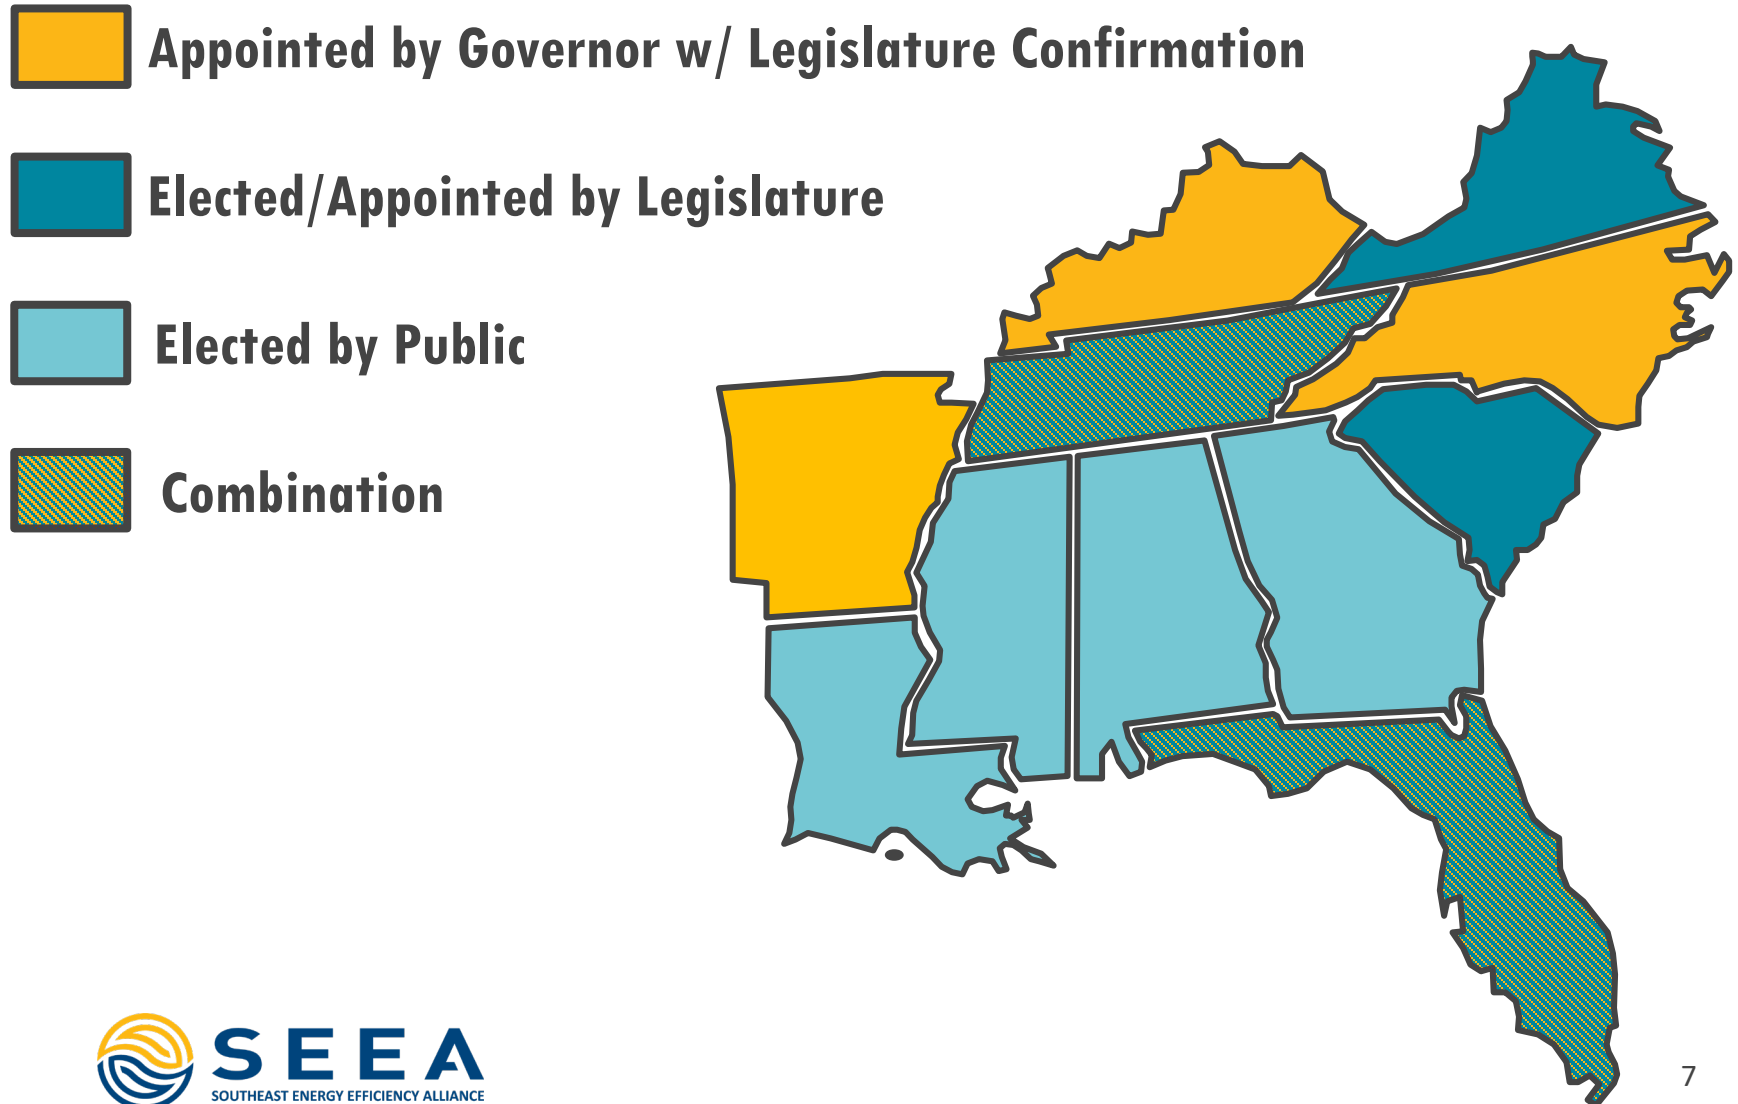 Appointed by Governor w/ Legislature Confirmation
Elected/Appointed by Legislature
Elected by Public
Combination
SEEA
SOUTHEAST ENERGY EFFICIENCY ALLIANCE
7